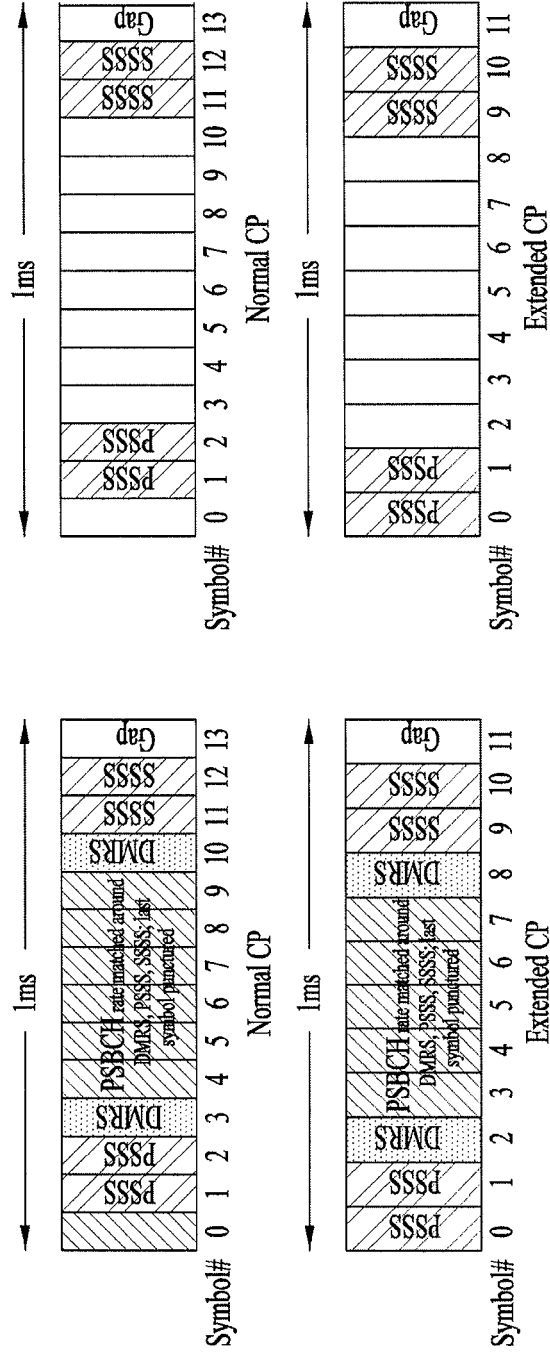 1ms
PSSS
PSSS
DMRS
PSBCH rate matched around
DMRS, PSSS, SSSS; last
symbol punctured
DMRS
SSSS
SSSS
Gap
Symbol# 0 1 2 3 4 5 6 7 8 9 10 11 12 13
Normal CP
1ms
PSSS
PSSS
SSSS
SSSS
Gap
Symbol# 0 1 2 3 4 5 6 7 8 9 10 11 12 13
Normal CP
1ms
PSSS
PSSS
DMRS
PSBCH rate matched around
DMRS, PSSS, SSSS; last
symbol punctured
DMRS
SSSS
SSSS
Gap
Symbol# 0 1 2 3 4 5 6 7 8 9 10 11
Extended CP
1ms
PSSS
PSSS
SSSS
SSSS
Gap
Symbol# 0 1 2 3 4 5 6 7 8 9 10 11
Extended CP